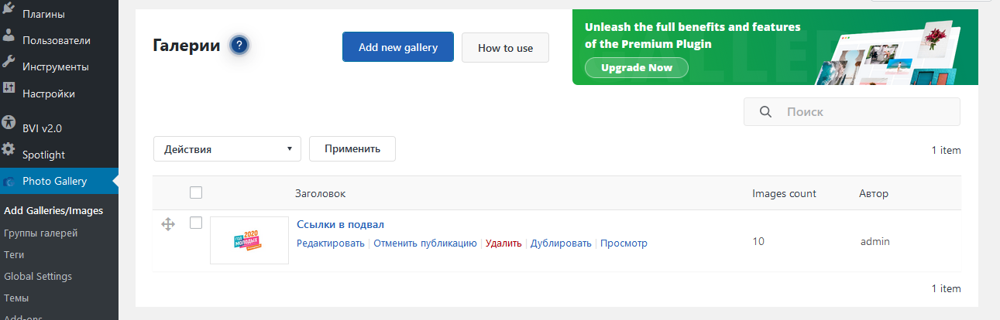 Плагины
Пользователи
Инструменты
Настройки
BVI v2.0
Spotlight
Photo Gallery
Add Galleries/Images
Группы галерей
Теги
Global Settings
Темы
Add-ons
Галерии ?
Add new gallery
How to use
Unleash the full benefits and features
of the Premium Plugin
Upgrade Now
Поиск
Действия
Применить
1 item
Заголовок Images count Автор
Ссылки в подвал
Редактировать | Отменить публикацию | Удалить | Дублировать | Просмотр
10 admin
ГОД 2020
МОЛОДЫХ
1 item